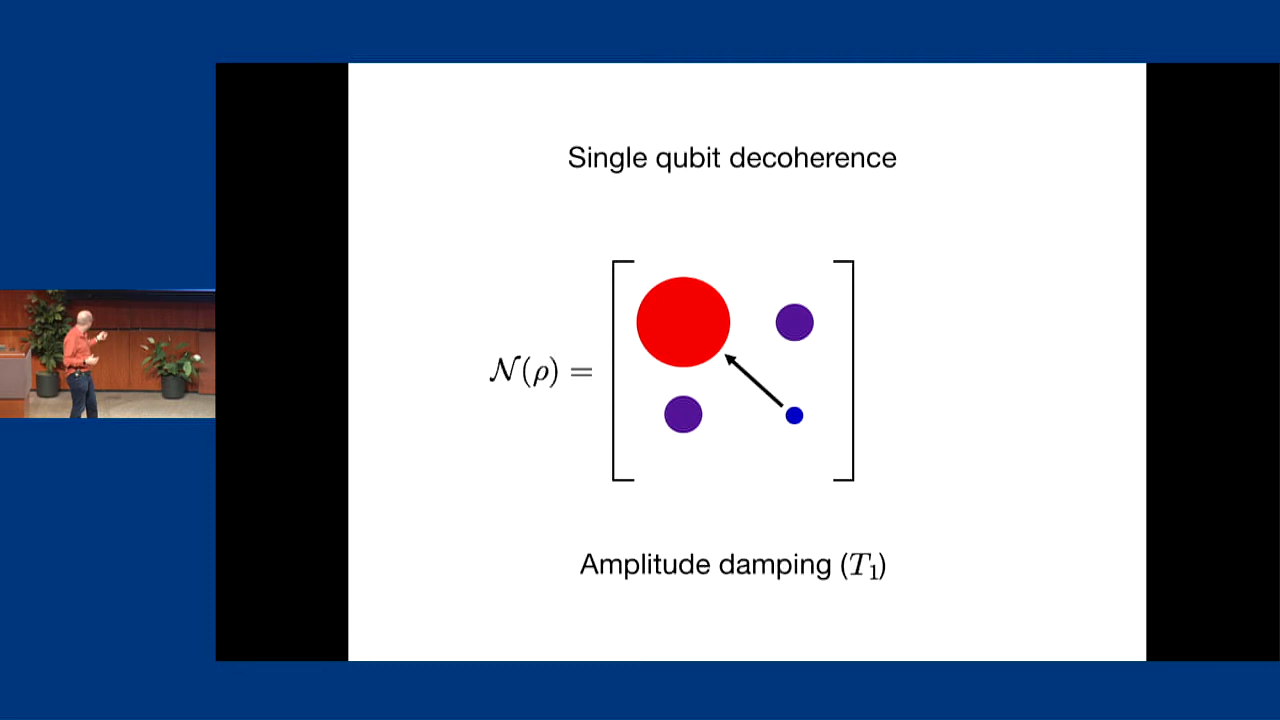 Single qubit decoherence
𝒩(ρ) =
Amplitude damping (T₁)